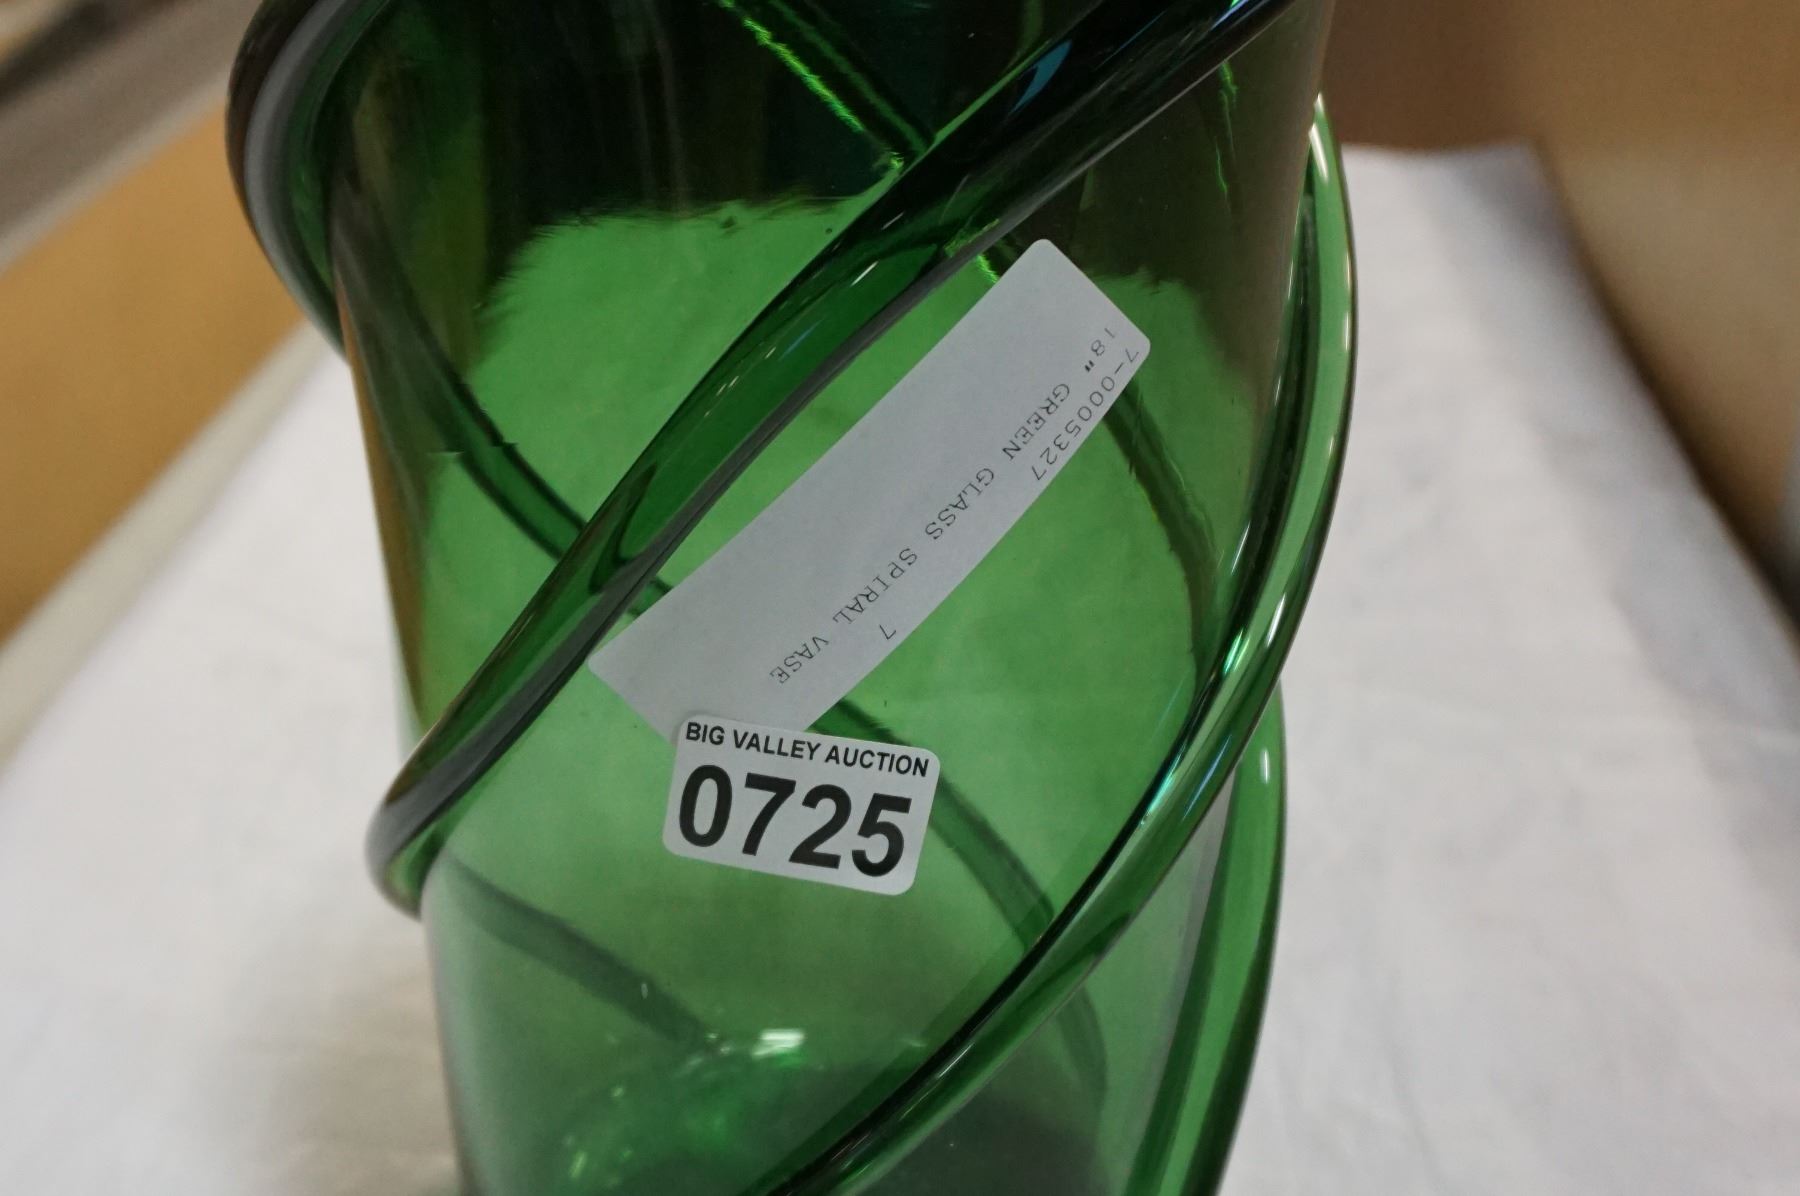 7-0005327 7
18" GREEN GLASS SPIRAL VASE
BIG VALLEY AUCTION
0725